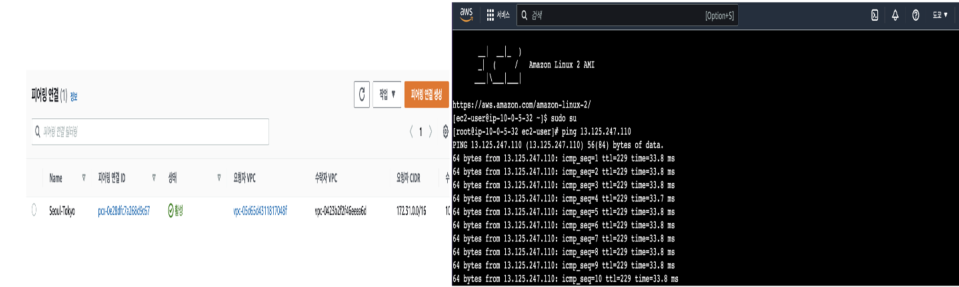 피어링 연결 (1) 정보
작업 ▼
피어링 연결 생성
피어링 연결 필터링
< 1 >
Name
피어링 연결 ID
상태
요청자 VPC
수락자 VPC
요청자 CIDR
수
Seoul-Tokyo
활성
172.31.0.0/16
10
aws
서비스
검색
[Option+S]
도쿄 ▼
Amazon Linux 2 AMI
https://aws.amazon.com/amazon-linux-2/
[ec2-user@ip-10-0-5-32 ~]$ sudo su
[root@ip-10-0-5-32 ec2-user]# ping 13.125.247.110
PING 13.125.247.110 (13.125.247.110) 56(84) bytes of data.
64 bytes from 13.125.247.110: icmp_seq=1 ttl=229 time=33.8 ms
64 bytes from 13.125.247.110: icmp_seq=2 ttl=229 time=33.8 ms
64 bytes from 13.125.247.110: icmp_seq=3 ttl=229 time=33.8 ms
64 bytes from 13.125.247.110: icmp_seq=4 ttl=229 time=33.7 ms
64 bytes from 13.125.247.110: icmp_seq=5 ttl=229 time=33.8 ms
64 bytes from 13.125.247.110: icmp_seq=6 ttl=229 time=33.8 ms
64 bytes from 13.125.247.110: icmp_seq=7 ttl=229 time=33.8 ms
64 bytes from 13.125.247.110: icmp_seq=8 ttl=229 time=33.8 ms
64 bytes from 13.125.247.110: icmp_seq=9 ttl=229 time=33.8 ms
64 bytes from 13.125.247.110: icmp_seq=10 ttl=229 time=33.8 ms